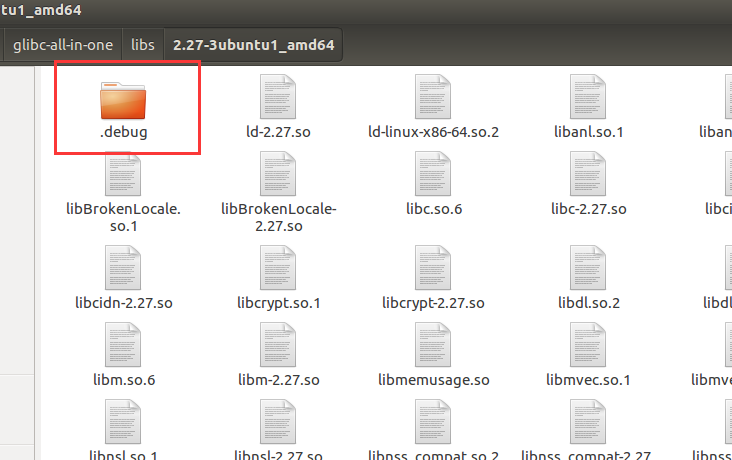 tu1_amd64
glibc-all-in-one libs 2.27-3ubuntu1_amd64
.debug ld-2.27.so ld-linux-x86-64.so.2 libanl.so.1 liban
libBrokenLocale.
so.1
libBrokenLocale-
2.27.so
libc.so.6 libc-2.27.so libci
libcidn-2.27.so libcrypt.so.1 libcrypt-2.27.so libdl.so.2 libdl
libm.so.6 libm-2.27.so libmemusage.so libmvec.so.1 libmve
libnsl.so.1 libnsl-2.27.so libnss_compat.so.2 libnss_compat-2.27 libnss